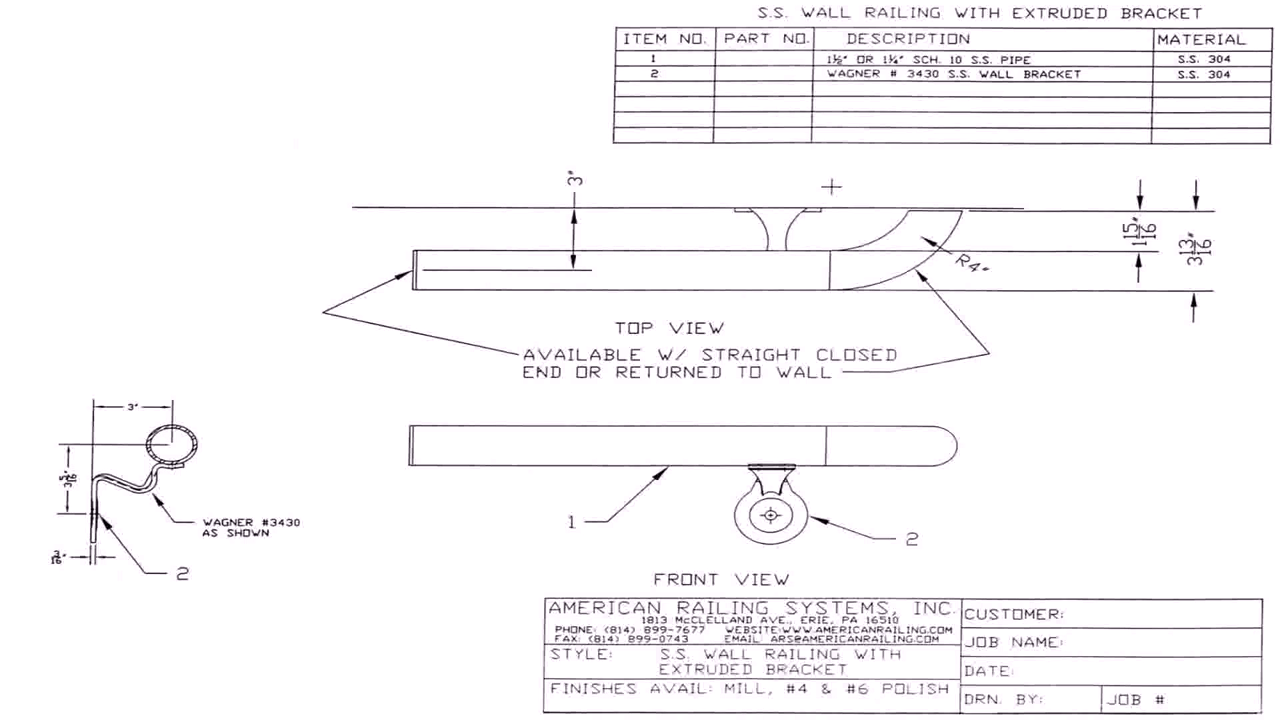 S.S. WALL RAILING WITH EXTRUDED BRACKET
ITEM NO. PART NO. DESCRIPTION MATERIAL
1 1½" OR 1¼" SCH. 10 S.S. PIPE S.S. 304
2 WAGNER # 3430 S.S. WALL BRACKET S.S. 304
3"
1 15/16"
3 13/16"
R4"
TOP VIEW
AVAILABLE W/ STRAIGHT CLOSED
END OR RETURNED TO WALL
3"
3 5/16"
WAGNER #3430
AS SHOWN
3/16"
2
1
2
FRONT VIEW
AMERICAN RAILING SYSTEMS, INC.
1813 McCLELLAND AVE., ERIE, PA 16510
PHONE: (814) 899-7677 WEBSITE:WWW.AMERICANRAILING.COM
FAX: (814) 899-0743 EMAIL: ARS@AMERICANRAILING.COM
STYLE: S.S. WALL RAILING WITH
EXTRUDED BRACKET
FINISHES AVAIL: MILL, #4 & #6 POLISH
CUSTOMER:
JOB NAME:
DATE:
DRN. BY: JOB #